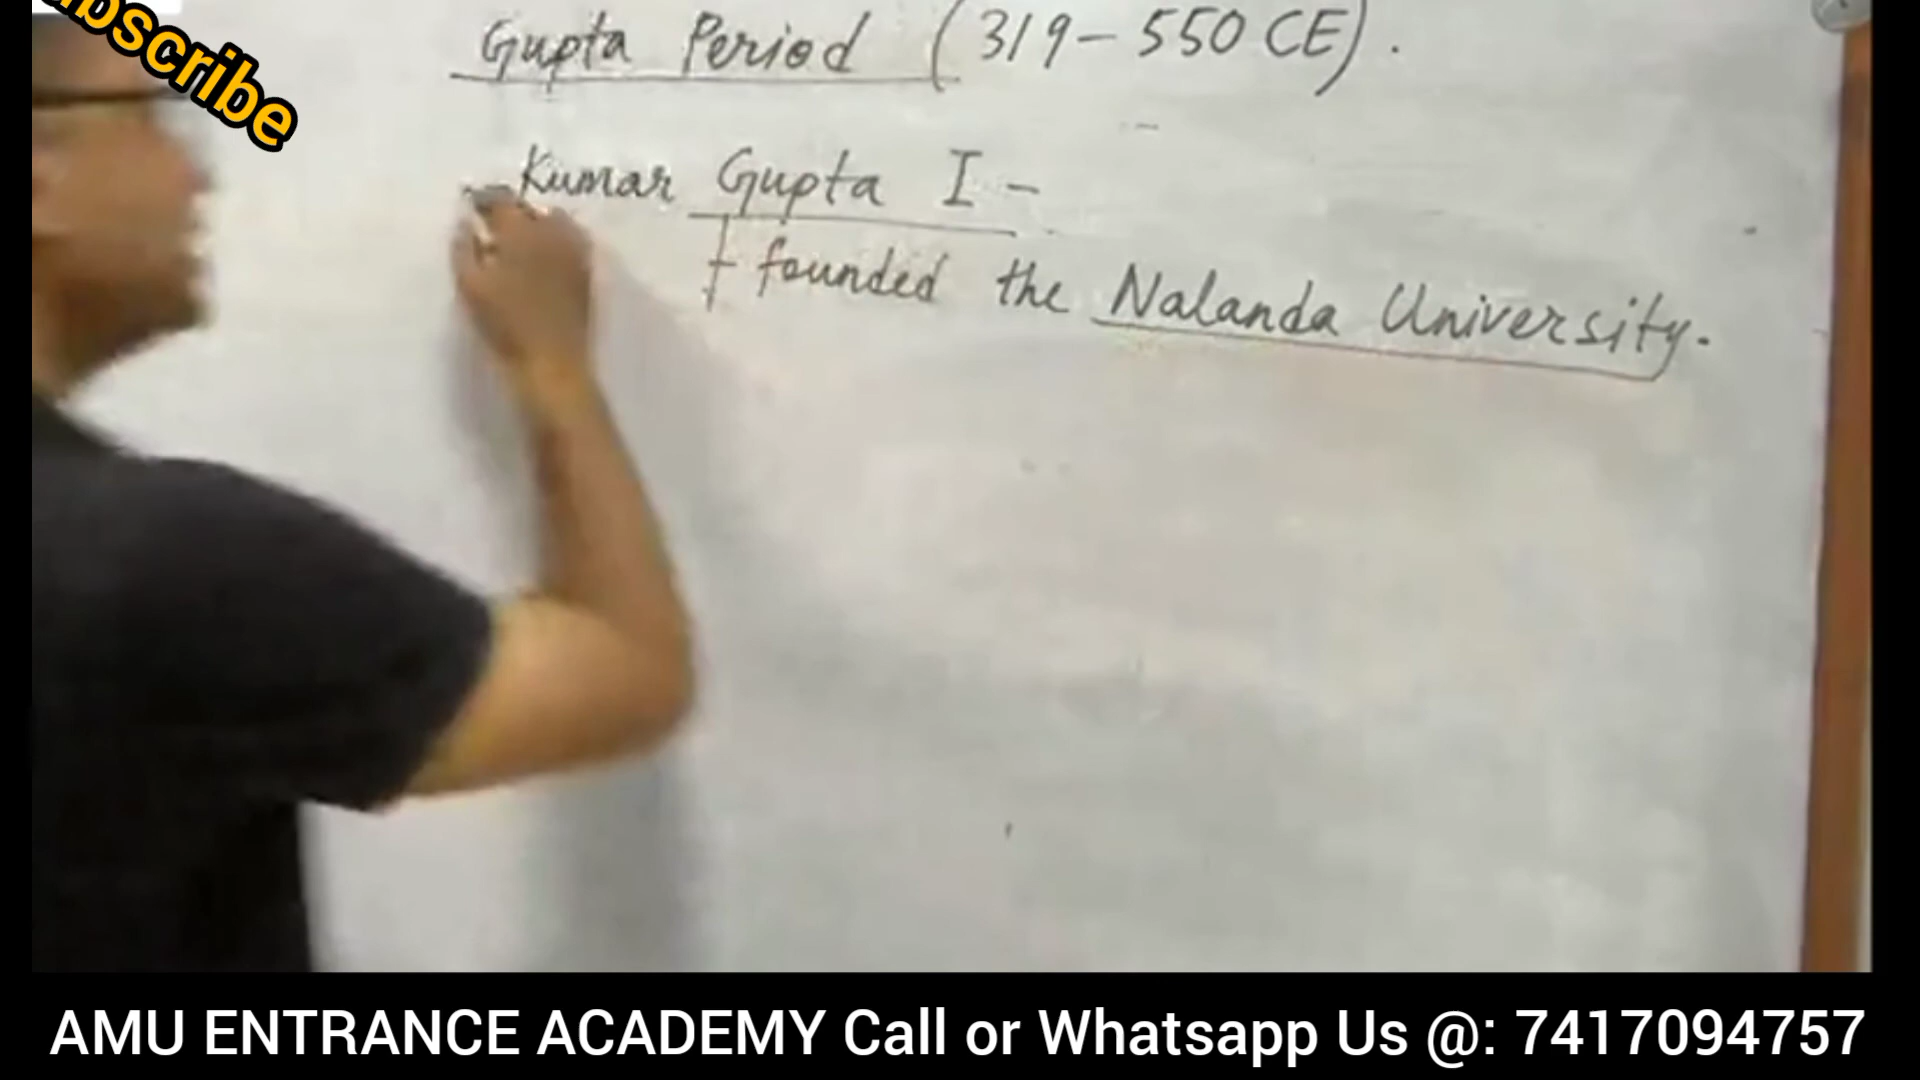 ubscribe
Gupta Period (319-550 CE).
Kumar Gupta I -
founded the Nalanda University.
AMU ENTRANCE ACADEMY Call or Whatsapp Us @: 7417094757